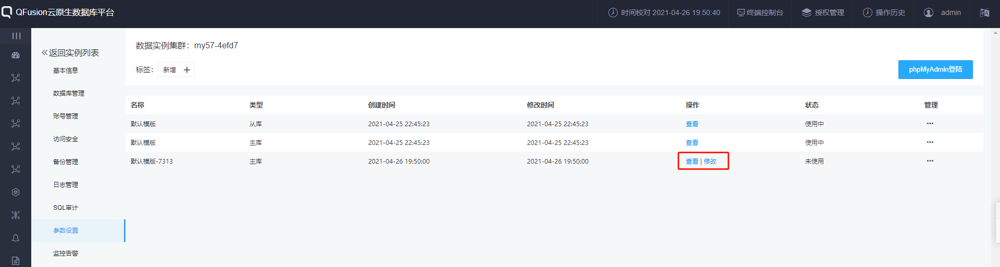 QFusion云原生数据库平台
时间校对 2021-04-26 19:50:40
终端控制台
授权管理
操作历史
admin
返回实例列表
基本信息
数据库管理
账号管理
访问安全
备份管理
日志管理
SQL审计
参数设置
监控告警
数据实例集群：my57-4efd7
标签： 新增 +
phpMyAdmin登陆
名称 类型 创建时间 修改时间 操作 状态 管理
默认模版 从库 2021-04-25 22:45:23 2021-04-25 22:45:23 查看 使用中 •••
默认模版 主库 2021-04-25 22:45:23 2021-04-25 22:45:23 查看 使用中 •••
默认模版-7313 主库 2021-04-26 19:50:00 2021-04-26 19:50:00 查看 | 修改 未使用 •••